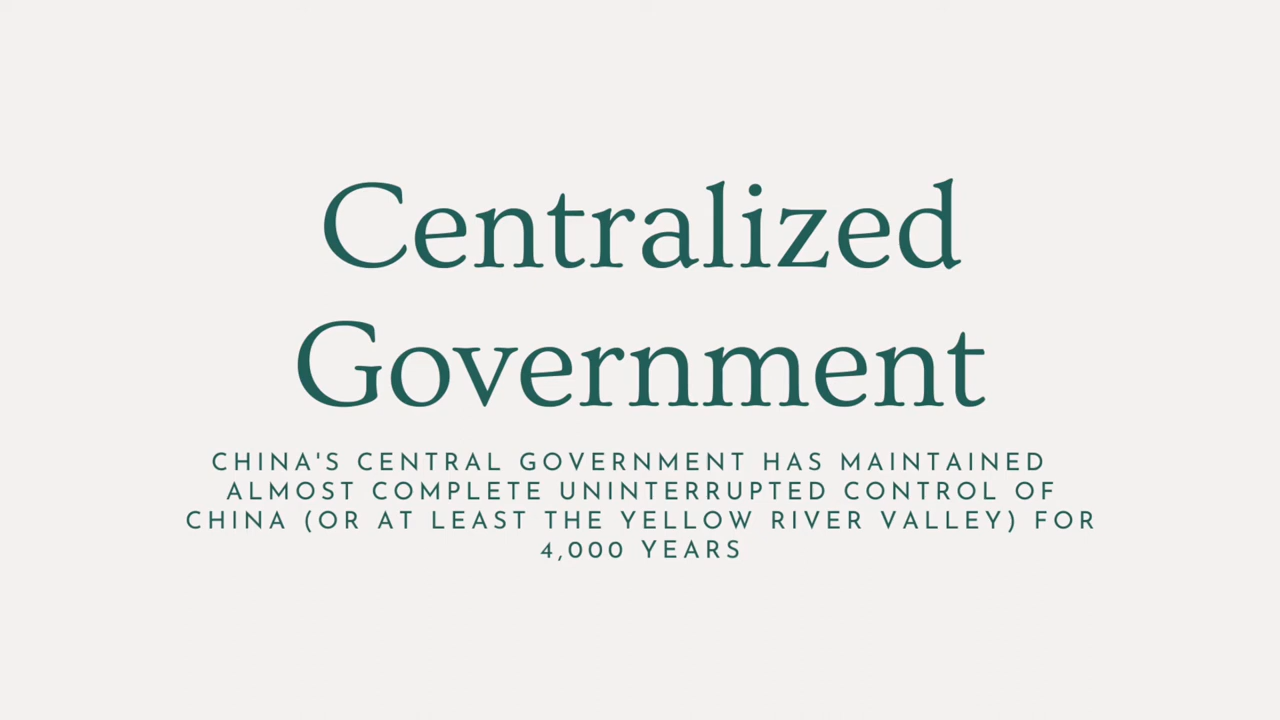 Centralized
Government
CHINA'S CENTRAL GOVERNMENT HAS MAINTAINED
ALMOST COMPLETE UNINTERRUPTED CONTROL OF
CHINA (OR AT LEAST THE YELLOW RIVER VALLEY) FOR
4,000 YEARS